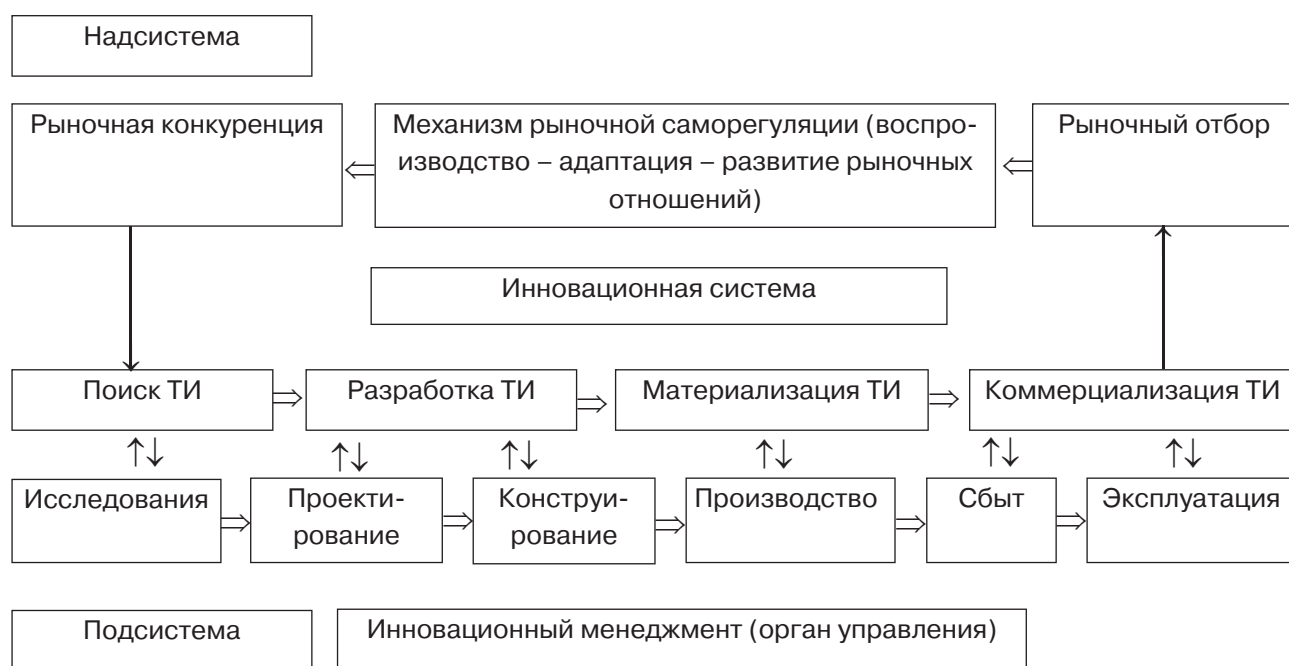 Надсистема
Рыночная конкуренция
Механизм рыночной саморегуляции (воспро-
изводство – адаптация – развитие рыночных
отношений)
Рыночный отбор
Инновационная система
Поиск ТИ
Разработка ТИ
Материализация ТИ
Коммерциализация ТИ
Исследования
Проекти-
рование
Конструи-
рование
Производство
Сбыт
Эксплуатация
Подсистема
Инновационный менеджмент (орган управления)